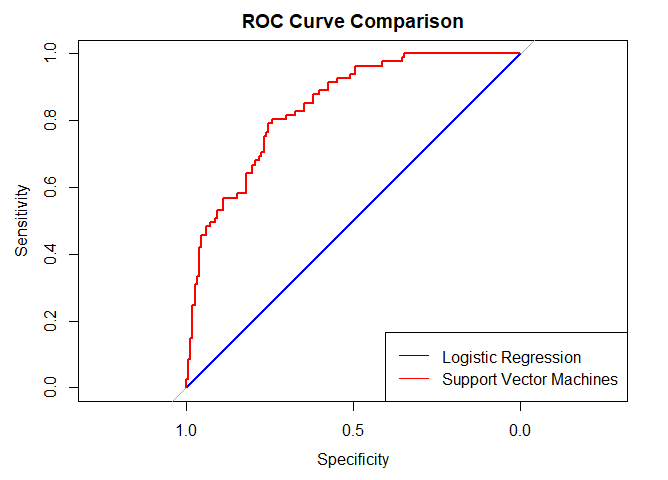 ROC Curve Comparison
Sensitivity
1.0
0.8
0.6
0.4
0.2
0.0
Logistic Regression
Support Vector Machines
1.0 0.5 0.0
Specificity